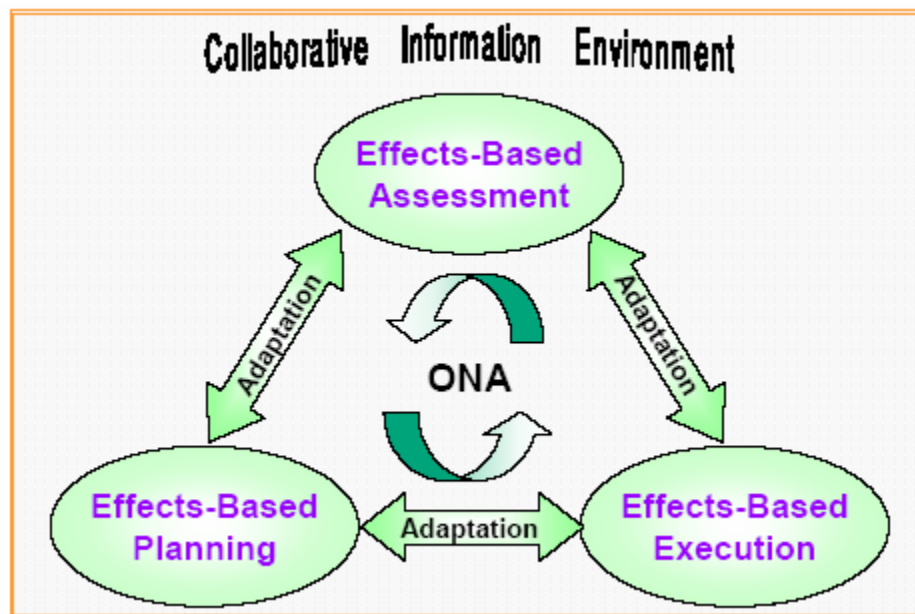 Collaborative Information Environment
Effects-Based
Assessment
Adaptation
Adaptation
ONA
Effects-Based
Planning
Adaptation
Effects-Based
Execution